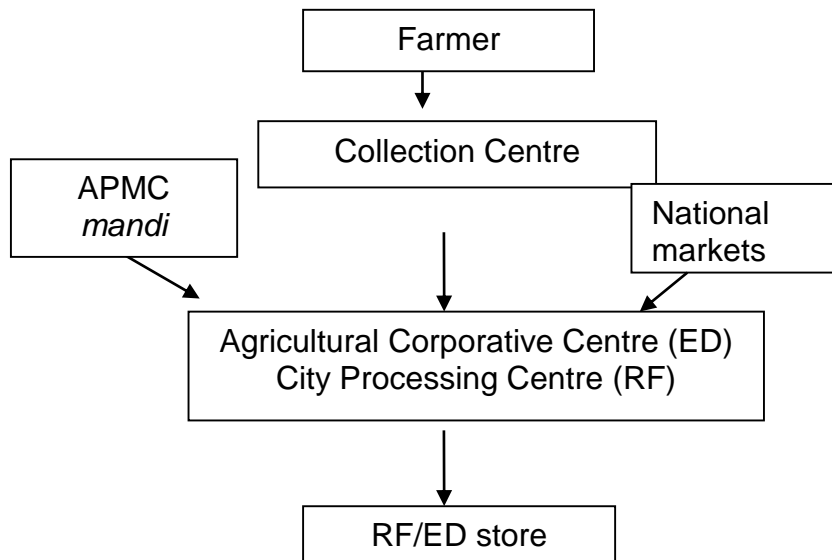 Farmer
Collection Centre
APMC
mandi
National
markets
Agricultural Corporative Centre (ED)
City Processing Centre (RF)
RF/ED store